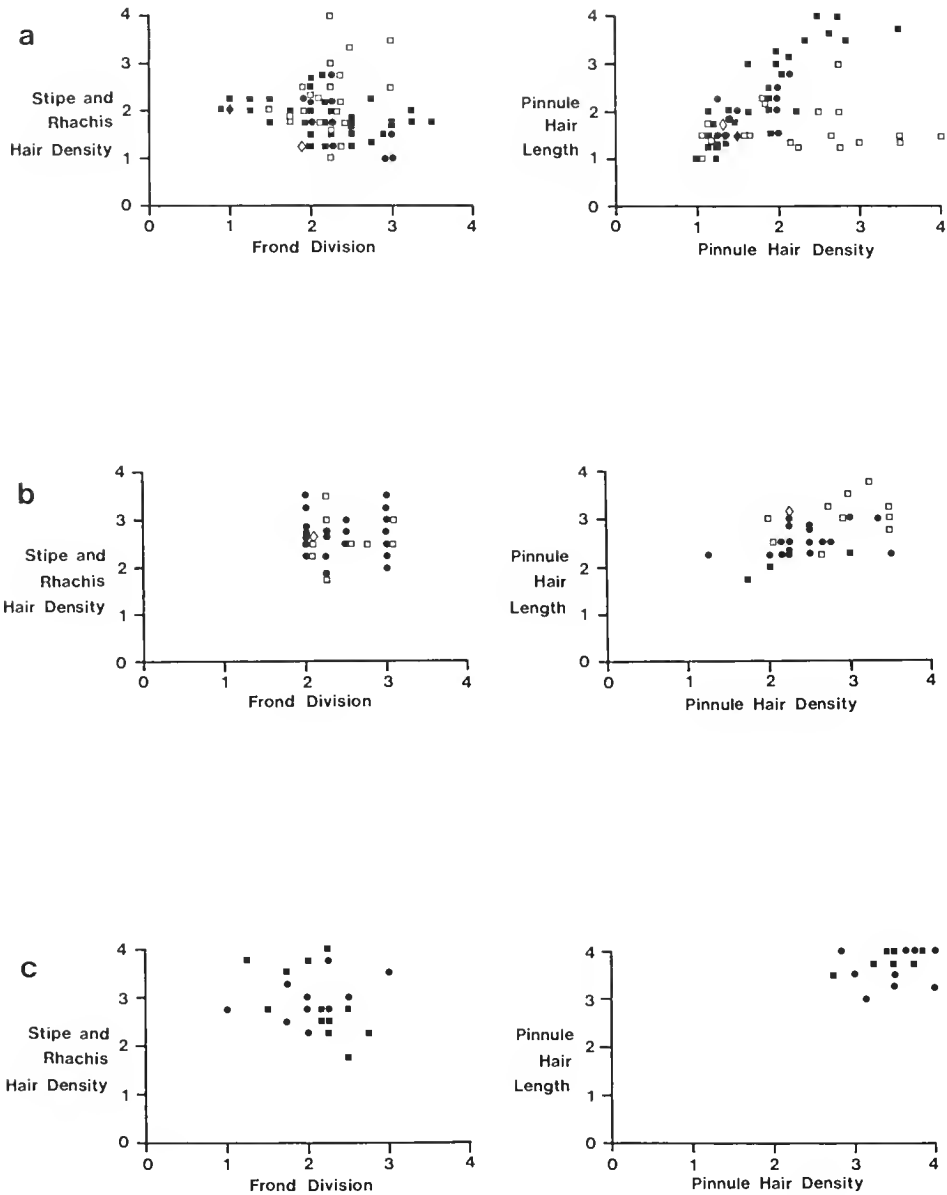 a
4
3
2
1
0
Stipe and
Rhachis
Hair Density
0 1 2 3 4
Frond Division
4
3
2
1
0
Pinnule
Hair
Length
0 1 2 3 4
Pinnule Hair Density
b
4
3
2
1
0
Stipe and
Rhachis
Hair Density
0 1 2 3 4
Frond Division
4
3
2
1
0
Pinnule
Hair
Length
0 1 2 3 4
Pinnule Hair Density
c
4
3
2
1
0
Stipe and
Rhachis
Hair Density
0 1 2 3 4
Frond Division
4
3
2
1
0
Pinnule
Hair
Length
0 1 2 3 4
Pinnule Hair Density